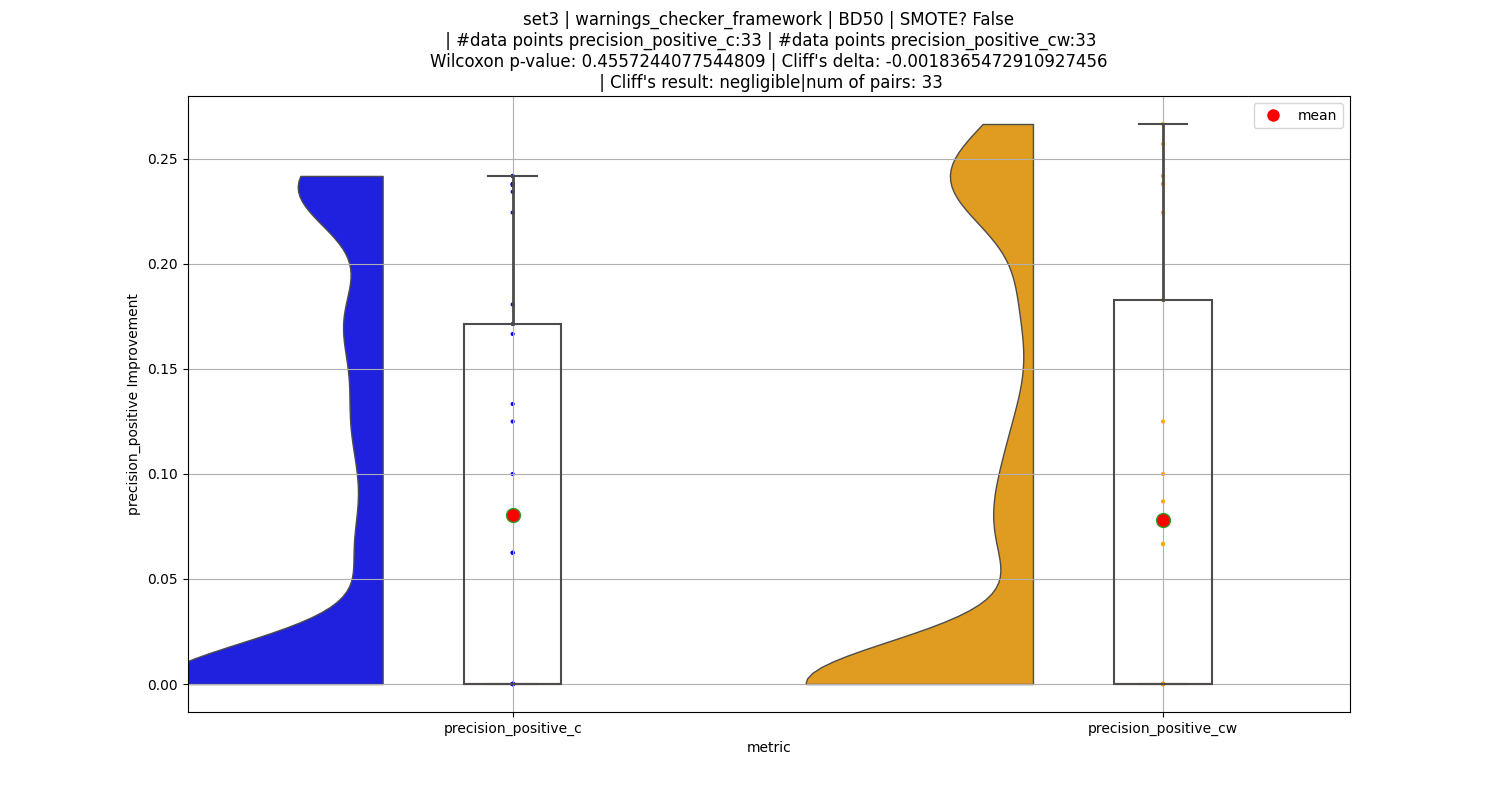 set3 | warnings_checker_framework | BD50 | SMOTE? False
| #data points precision_positive_c:33 | #data points precision_positive_cw:33
Wilcoxon p-value: 0.4557244077544809 | Cliff's delta: -0.0018365472910927456
| Cliff's result: negligible|num of pairs: 33
mean
0.25
0.20
0.15
0.10
0.05
0.00
precision_positive Improvement
precision_positive_c
precision_positive_cw
metric